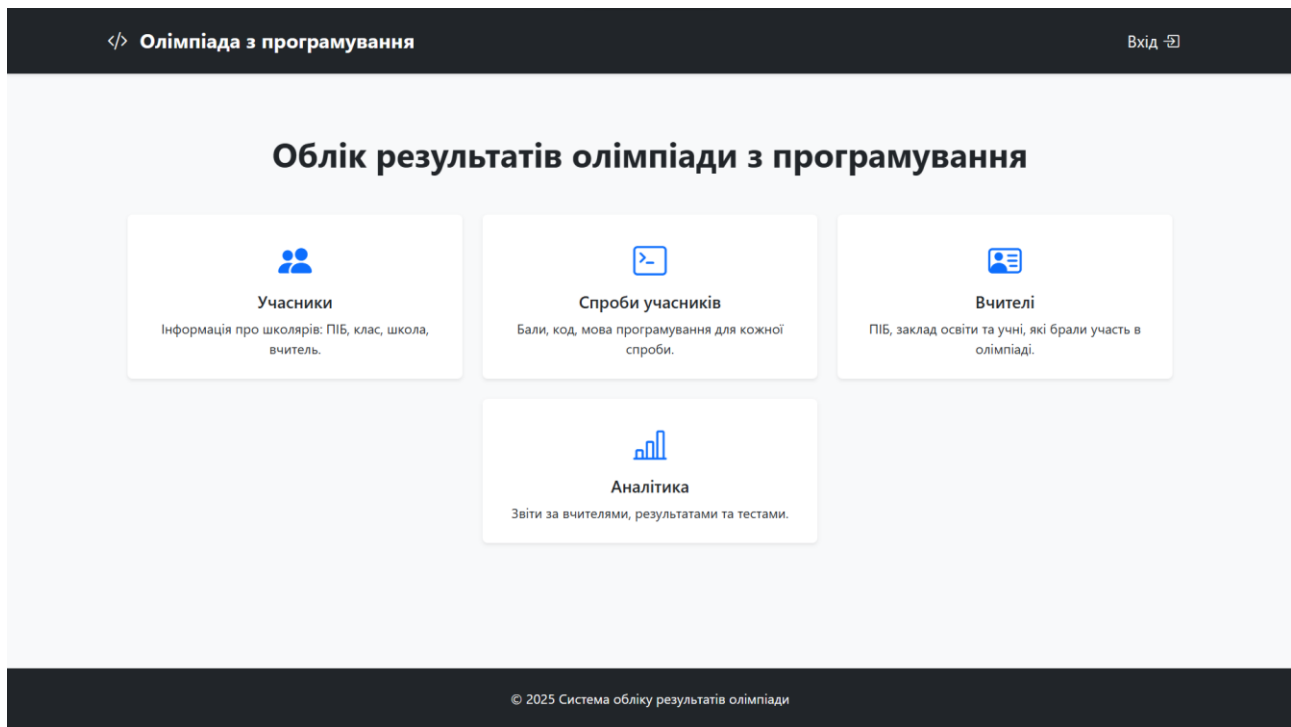 </> Олімпіада з програмування
Вхід
Облік результатів олімпіади з програмування
Учасники
Інформація про школярів: ПІБ, клас, школа,
вчитель.
Спроби учасників
Бали, код, мова програмування для кожної
спроби.
Вчителі
ПІБ, заклад освіти та учні, які брали участь в
олімпіаді.
Аналітика
Звіти за вчителями, результатами та тестами.
© 2025 Система обліку результатів олімпіади